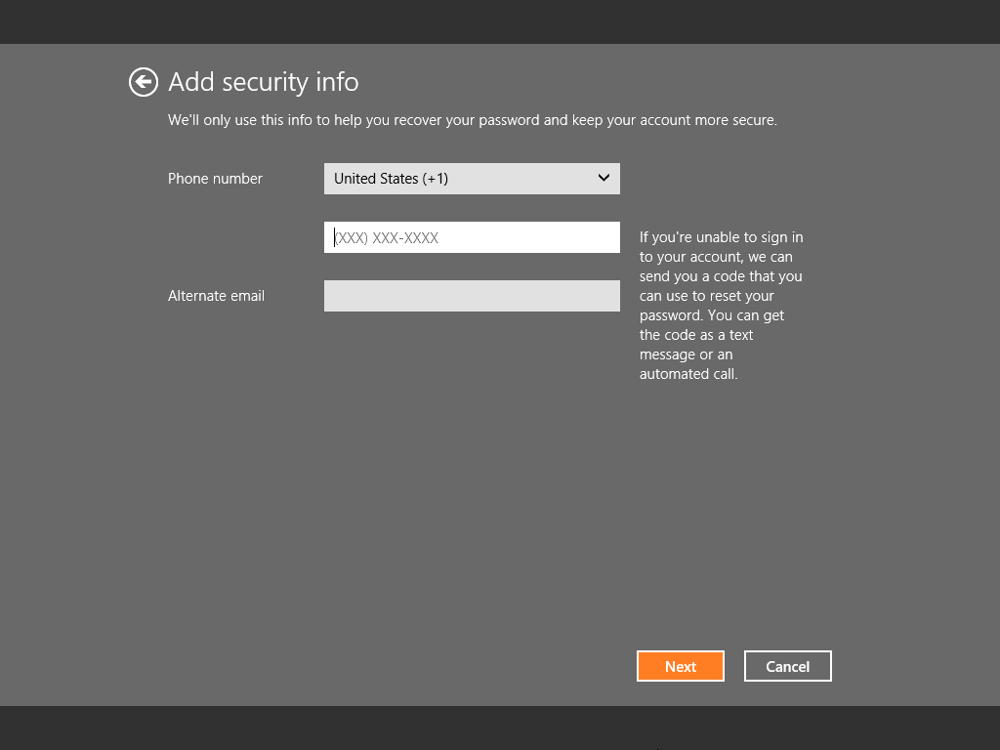 Add security info
We'll only use this info to help you recover your password and keep your account more secure.
Phone number
United States (+1)
(XXX) XXX-XXXX
If you're unable to sign in
to your account, we can
send you a code that you
can use to reset your
password. You can get
the code as a text
message or an
automated call.
Alternate email
Next
Cancel